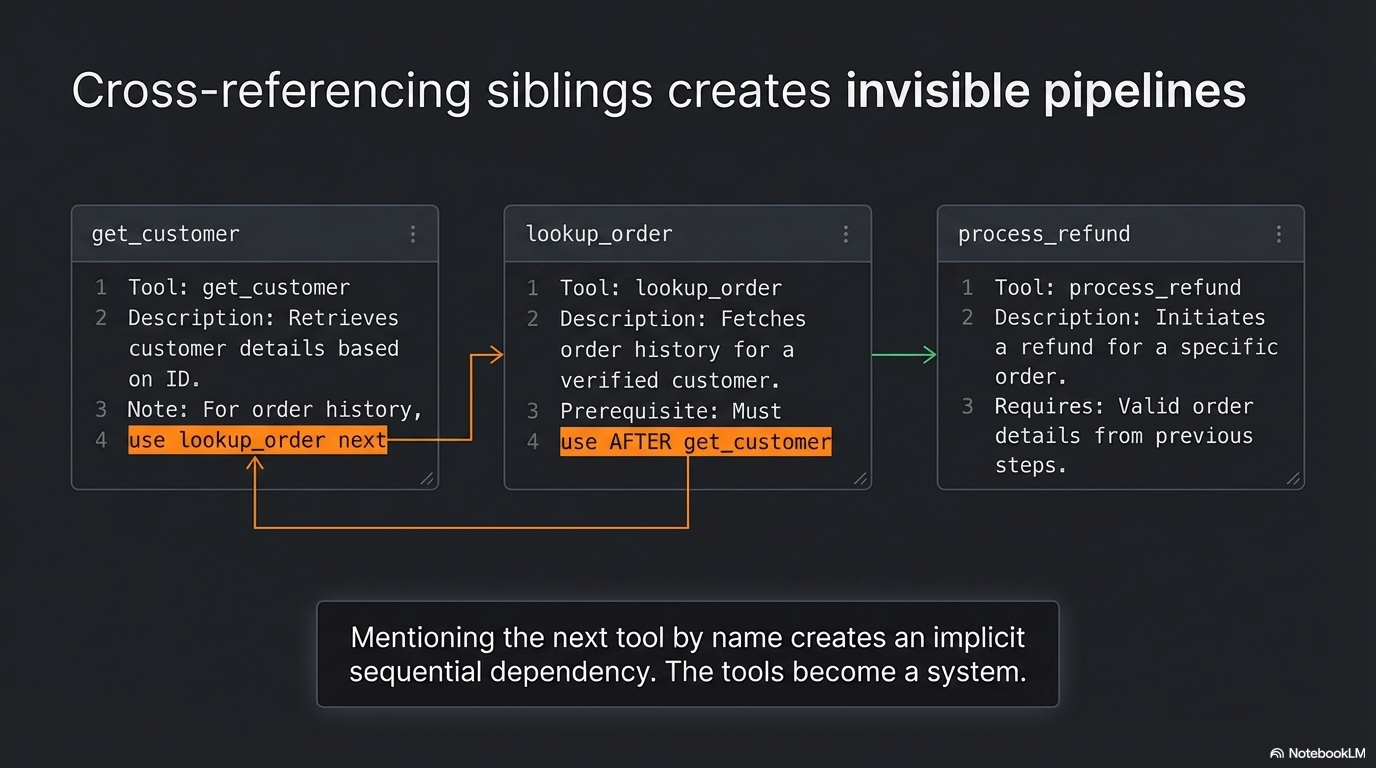 Cross-referencing siblings creates invisible pipelines
get_customer
1 Tool: get_customer
2 Description: Retrieves
customer details based
on ID.
3 Note: For order history,
4 use lookup_order next
lookup_order
1 Tool: lookup_order
2 Description: Fetches
order history for a
verified customer.
3 Prerequisite: Must
4 use AFTER get_customer
process_refund
1 Tool: process_refund
2 Description: Initiates
a refund for a specific
order.
3 Requires: Valid order
details from previous
steps.
Mentioning the next tool by name creates an implicit
sequential dependency. The tools become a system.
NotebookLM